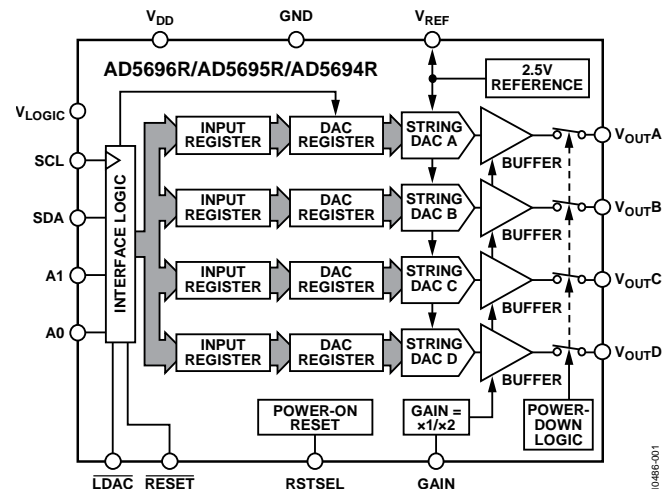 VDD
GND
VREF
AD5696R/AD5695R/AD5694R
2.5V
REFERENCE
VLOGIC
SCL
SDA
A1
A0
INTERFACE LOGIC
INPUT
REGISTER
DAC
REGISTER
STRING
DAC A
BUFFER
VOUTA
INPUT
REGISTER
DAC
REGISTER
STRING
DAC B
BUFFER
VOUTB
INPUT
REGISTER
DAC
REGISTER
STRING
DAC C
BUFFER
VOUTC
INPUT
REGISTER
DAC
REGISTER
STRING
DAC D
BUFFER
VOUTD
POWER-ON
RESET
GAIN =
×1/×2
POWER-
DOWN
LOGIC
LDAC
RESET
RSTSEL
GAIN
10486-001